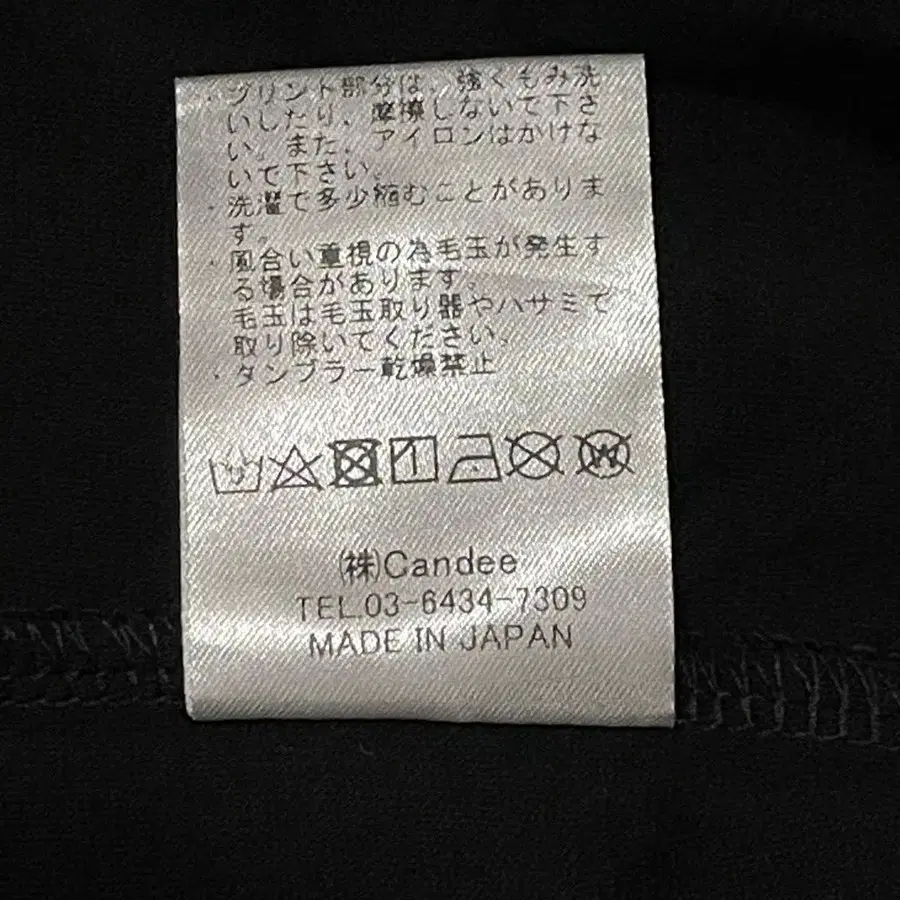 ・プリント部分は、強くもみ洗
いしたり、摩擦しないで下さ
い。また、アイロンはかけな
いで下さい。
・洗濯で多少縮むことがありま
す。
・風合い重視の為毛玉が発生す
る場合があります。
毛玉は毛玉取り器やハサミで
取り除いてください。
・タンブラー乾燥禁止
W
㈱Candee
TEL.03-6434-7309
MADE IN JAPAN